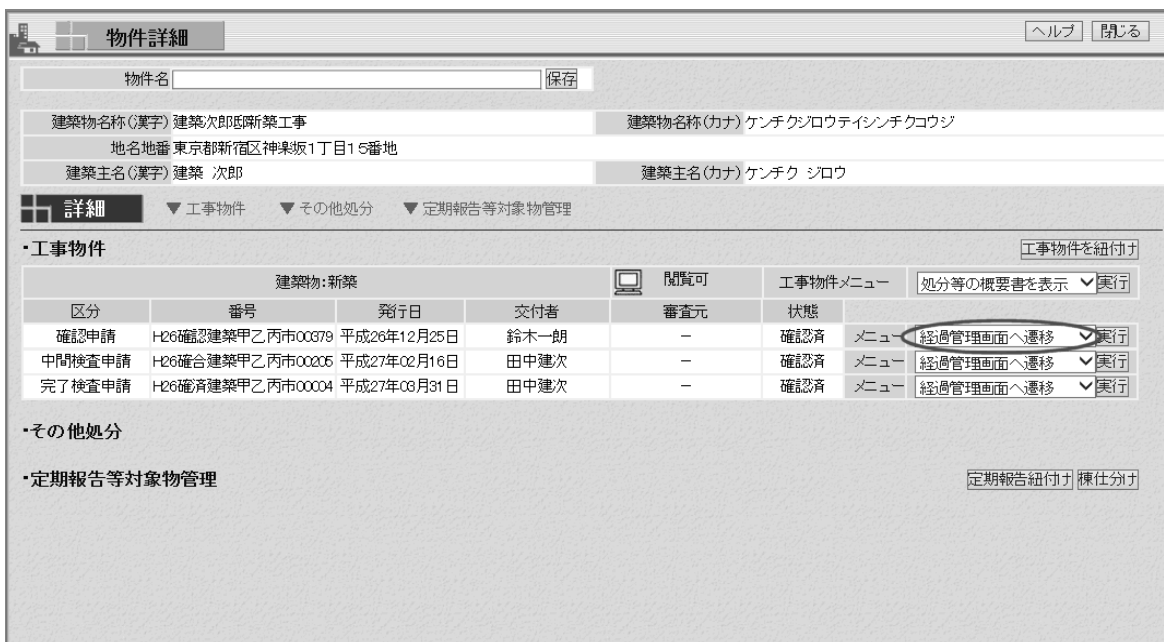 物件詳細
ヘルプ 閉じる
物件名 保存
建築物名称(漢字) 建築次郎邸新築工事 建築物名称(カナ) ケンチクジロウテイシンチクコウジ
地名地番 東京都新宿区神楽坂1丁目15番地
建築主名(漢字) 建築 次郎 建築主名(カナ) ケンチク ジロウ
詳細 ▼工事物件 ▼その他処分 ▼定期報告等対象物管理
・工事物件 工事物件を紐付け
建築物:新築 閲覧可 工事物件メニュー 処分等の概要書を表示 実行
区分 番号 発行日 交付者 審査元 状態
確認申請 H26確認建築甲乙丙市00379 平成26年12月25日 鈴木一朗 − 確認済 メニュー 経過管理画面へ遷移 実行
中間検査申請 H26確合建築甲乙丙市00205 平成27年02月16日 田中建次 − 確認済 メニュー 経過管理画面へ遷移 実行
完了検査申請 H26確済建築甲乙丙市00004 平成27年03月31日 田中建次 − 確認済 メニュー 経過管理画面へ遷移 実行
・その他処分
・定期報告等対象物管理 定期報告紐付け 棟仕分け